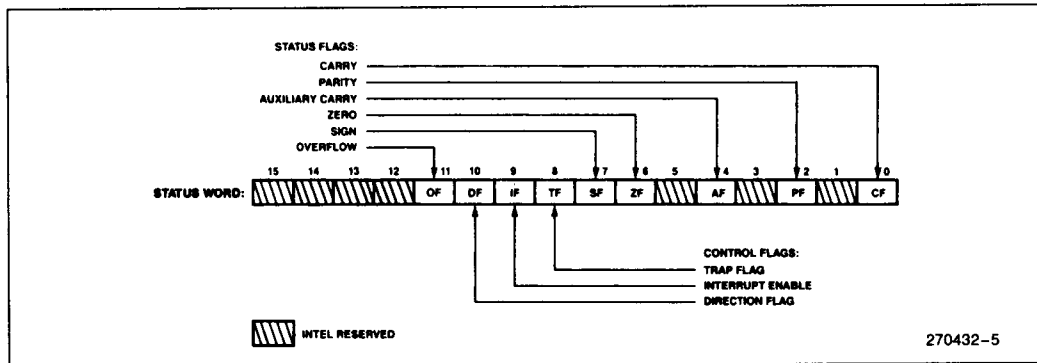 STATUS FLAGS:
CARRY
PARITY
AUXILIARY CARRY
ZERO
SIGN
OVERFLOW
15 14 13 12 11 10 9 8 7 6 5 4 3 2 1 0
STATUS WORD: OF DF IF TF SF ZF AF PF CF
CONTROL FLAGS:
TRAP FLAG
INTERRUPT ENABLE
DIRECTION FLAG
INTEL RESERVED
270432-5